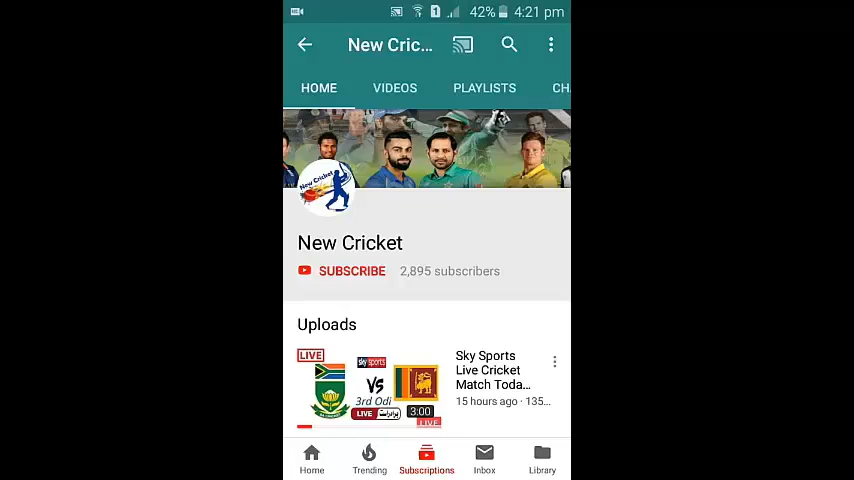 42% 4:21 pm
New Cric...
HOME VIDEOS PLAYLISTS CH
New Cricket
New Cricket
SUBSCRIBE 2,895 subscribers
Uploads
LIVE
sky sports
VS
3rd Odi
LIVE
3:00
LIVE
Sky Sports
Live Cricket
Match Toda...
15 hours ago · 135...
Home Trending Subscriptions Inbox Library